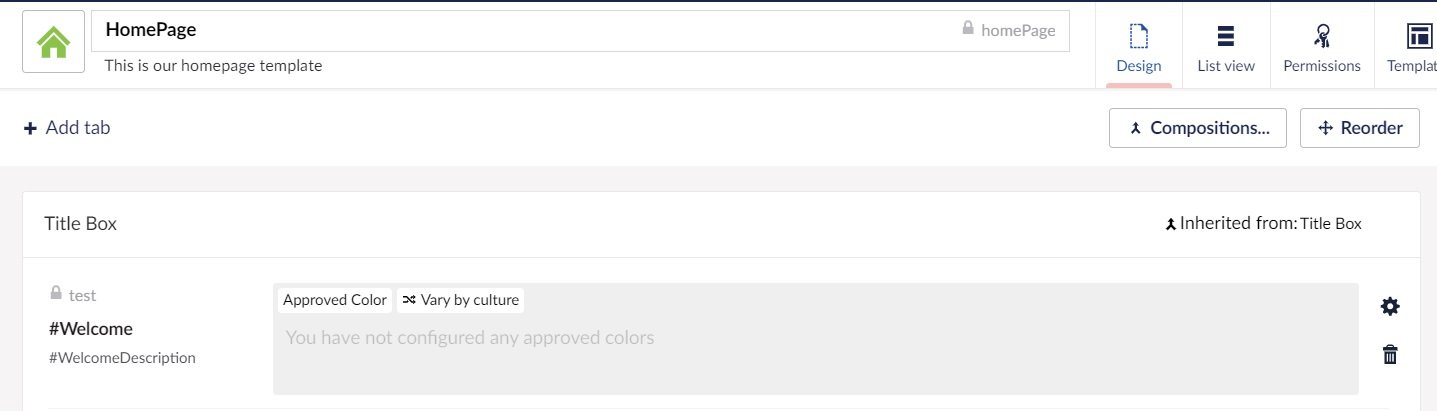 HomePage
homePage
This is our homepage template
Design
List view
Permissions
Templat
Add tab
Compositions...
Reorder
Title Box
Inherited from: Title Box
test
#Welcome
#WelcomeDescription
Approved Color
Vary by culture
You have not configured any approved colors